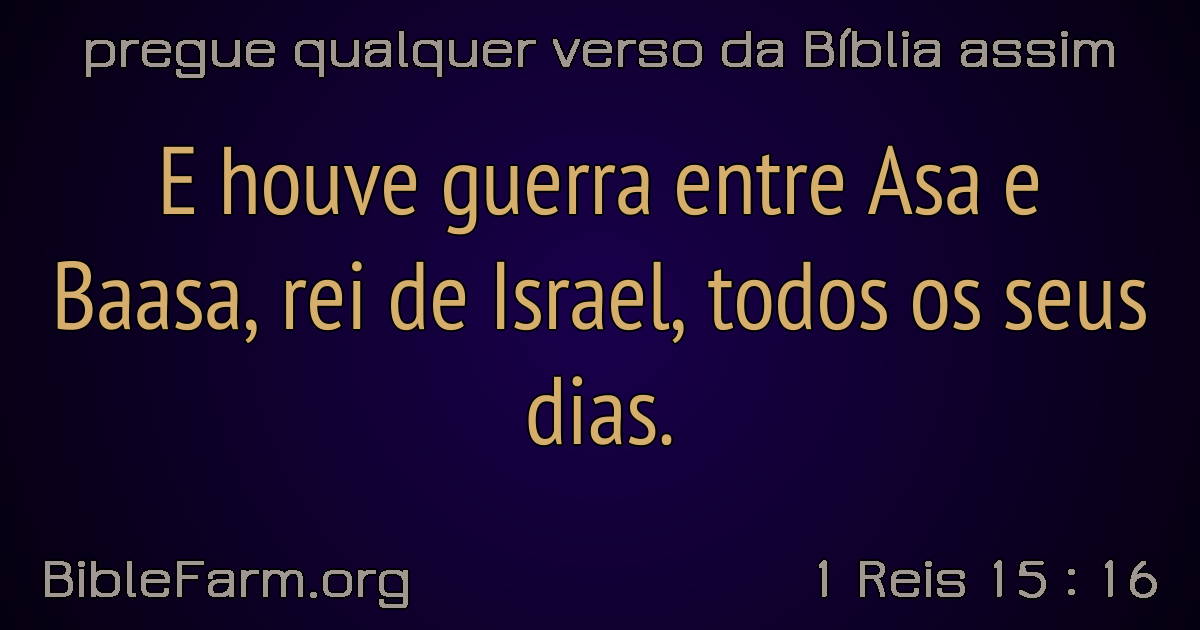 pregue qualquer verso da Bíblia assim
E houve guerra entre Asa e
Baasa, rei de Israel, todos os seus
dias.
BibleFarm.org
1 Reis 15 : 16